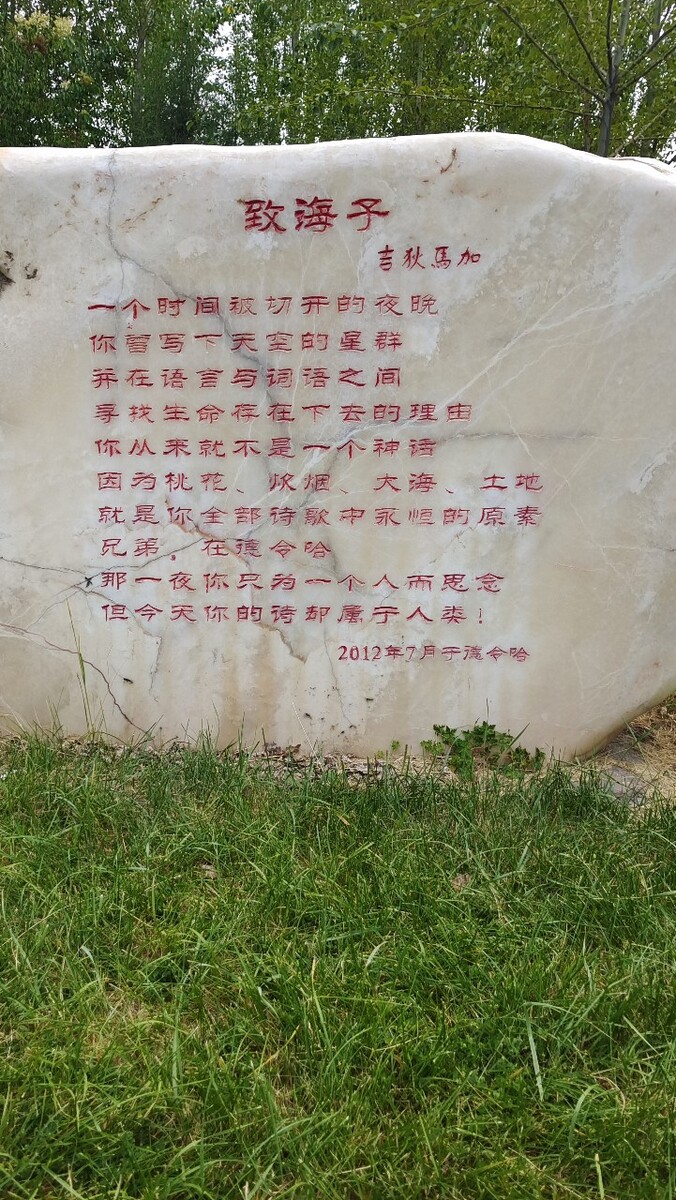 致海子
吉狄馬加
一个时间被切开的夜晚
你曾写下天空的星群
并在语言与词语之间
寻找生命存在下去的理由
你从来就不是一个神话
因为桃花、炊烟、大海、土地
就是你全部诗歌中永恒的原素
兄弟，在德令哈
那一夜你只为一个人而思念
但今天你的诗却属于人类！
2012年7月于德令哈